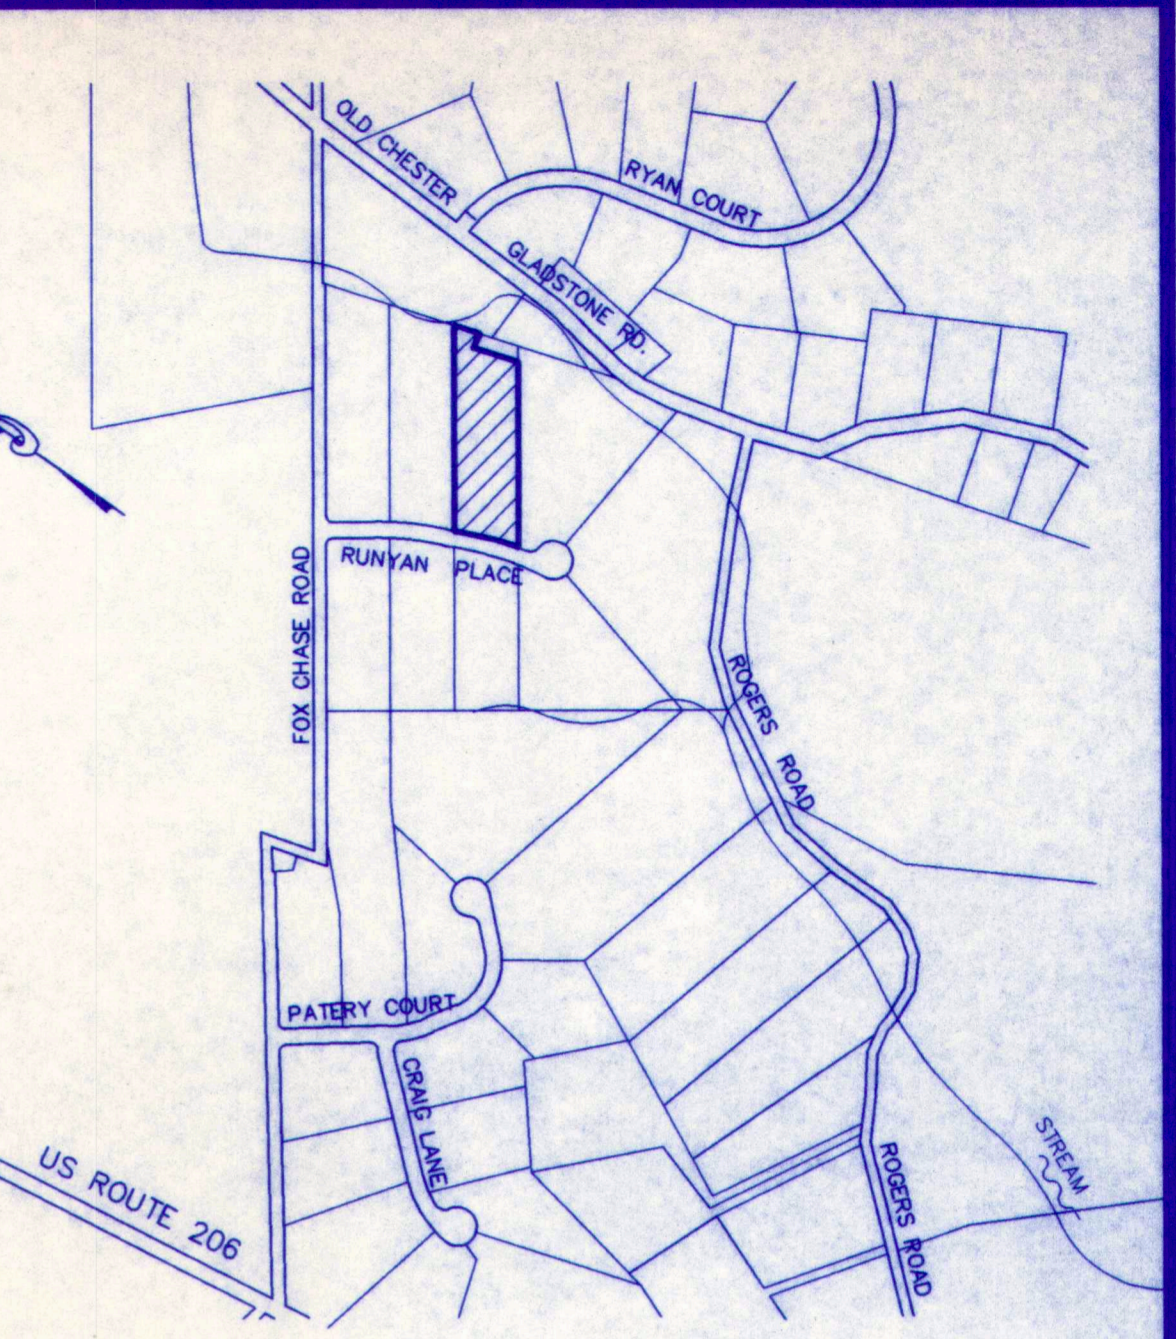 OLD CHESTER
GLADSTONE RD.
RYAN COURT
RUNYAN PLACE
FOX CHASE ROAD
ROGERS ROAD
PATERY COURT
CRAIG LANE
US ROUTE 206
ROGERS ROAD
STREAM